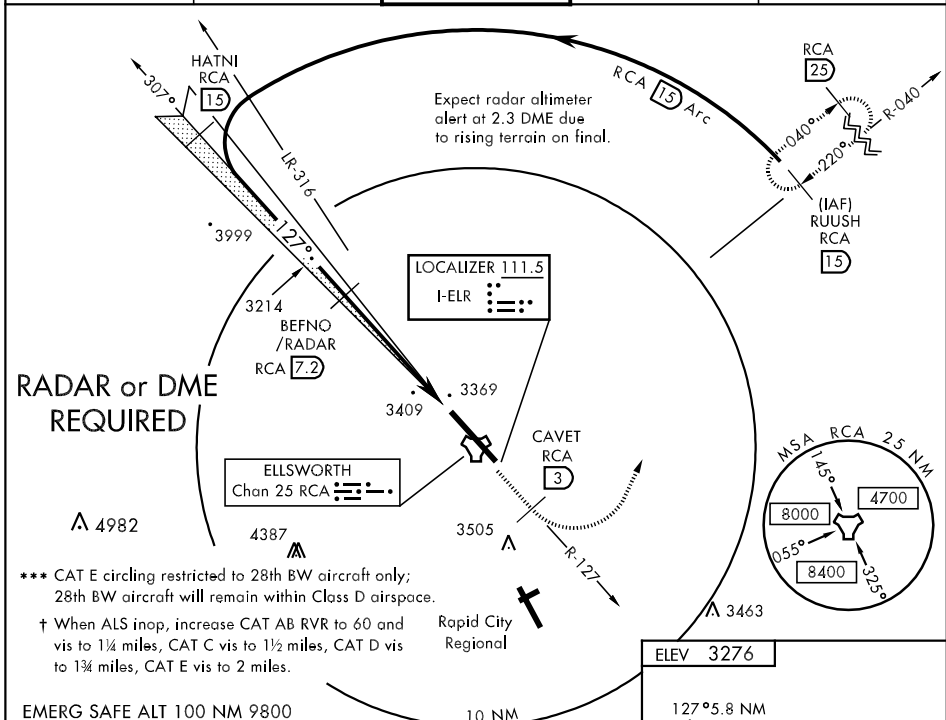 HATNI
RCA
15
307°
LR-316
Expect radar altimeter
alert at 2.3 DME due
to rising terrain on final.
RCA 15 Arc
RCA
25
R-040
040°
220°
(IAF)
RUUSH
RCA
15
3999
127°
3214
BEFNO
/RADAR
RCA 7.2
LOCALIZER 111.5
I-ELR
RADAR or DME
REQUIRED
3409
3369
CAVET
RCA
3
ELLSWORTH
Chan 25 RCA
MSA RCA 25 NM
145°
4700
8000
055°
8400
325°
4982
4387
3505
R-127
*** CAT E circling restricted to 28th BW aircraft only;
28th BW aircraft will remain within Class D airspace.
† When ALS inop, increase CAT AB RVR to 60 and
vis to 1¼ miles, CAT C vis to 1½ miles, CAT D vis
to 1¾ miles, CAT E vis to 2 miles.
Rapid City
Regional
3463
ELEV 3276
EMERG SAFE ALT 100 NM 9800
10 NM
127° 5.8 NM